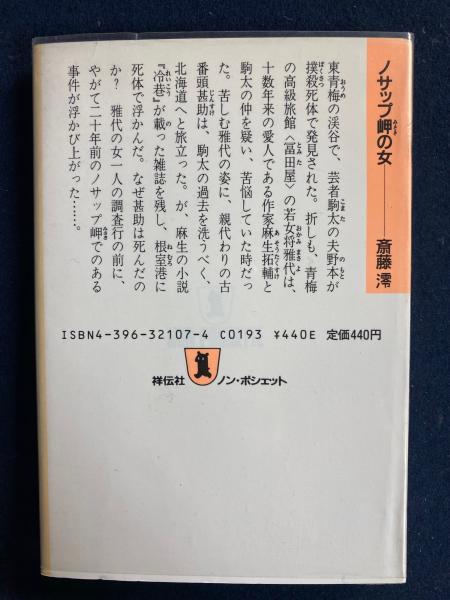 ノサップ岬の女――斎藤 澪
東青梅の渓谷で、芸者駒太の夫野本が
撲殺死体で発見された。折しも、青梅
の高級旅館〈冨田屋〉の若女将雅代は、
十数年来の愛人である作家麻生拓輔と
駒太の仲を疑い、苦悩していた時だっ
た。苦しむ雅代の姿に、親代わりの古
番頭甚助は、駒太の過去を洗うべく、
北海道へと旅立った。が、麻生の小説
『冷巷』が載った雑誌を残し、根室港に
死体で浮かんだ。なぜ甚助は死んだの
か? 雅代の女一人の調査行の前に、
やがて二十年前のノサップ岬でのある
事件が浮かび上がった……。
ISBN4-396-32107-4 C0193 ¥440E 定価440円
祥伝社 ノン・ポシェット